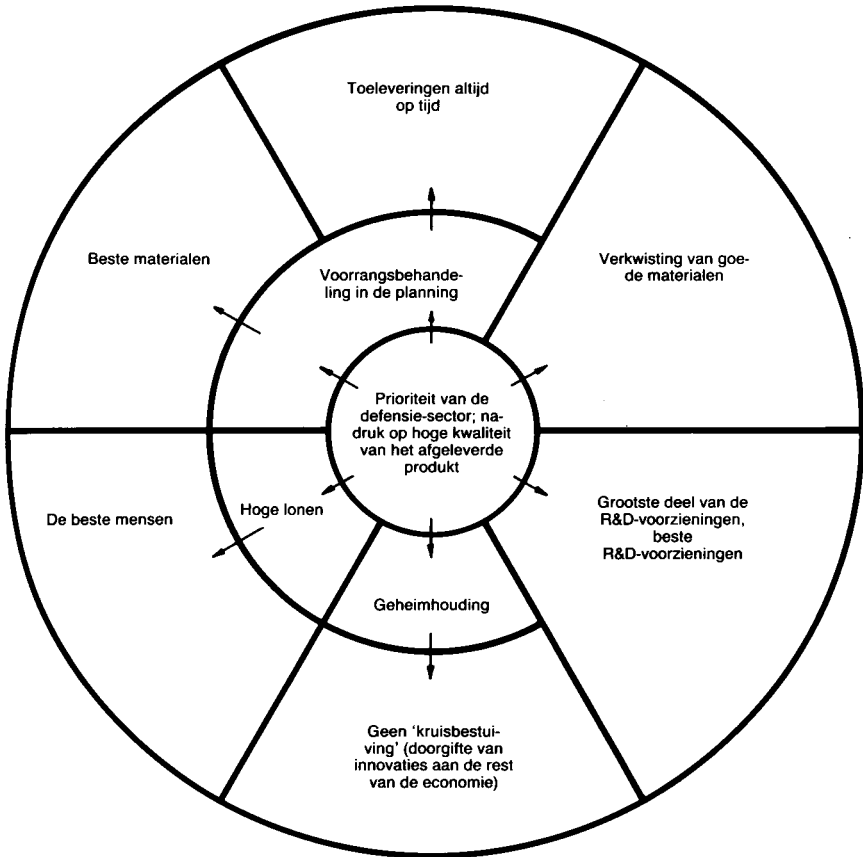 Toeleveringen altijd
op tijd
Beste materialen
Voorrangsbehande-
ling in de planning
Verkwisting van goe-
de materialen
Prioriteit van de
defensie-sector; na-
druk op hoge kwaliteit
van het afgeleverde
produkt
De beste mensen
Hoge lonen
Grootste deel van de
R&D-voorzieningen,
beste
R&D-voorzieningen
Geheimhouding
Geen 'kruisbestui-
ving' (doorgifte van
innovaties aan de rest
van de economie)